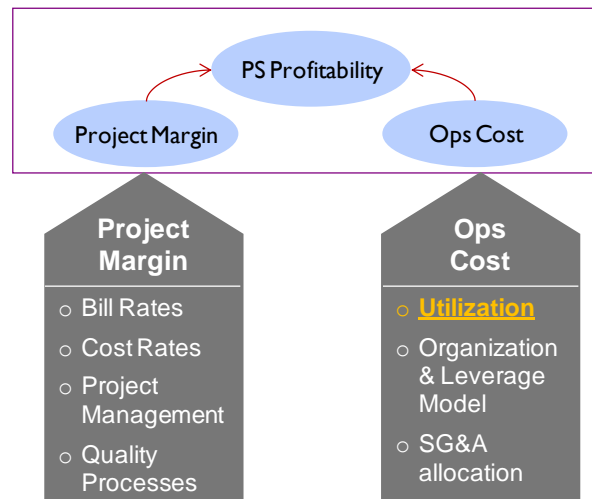 PS Profitability
Project Margin
Ops Cost
Project
Margin
o Bill Rates
o Cost Rates
o Project
Management
o Quality
Processes
Ops
Cost
o Utilization
o Organization
& Leverage
Model
o SG&A
allocation